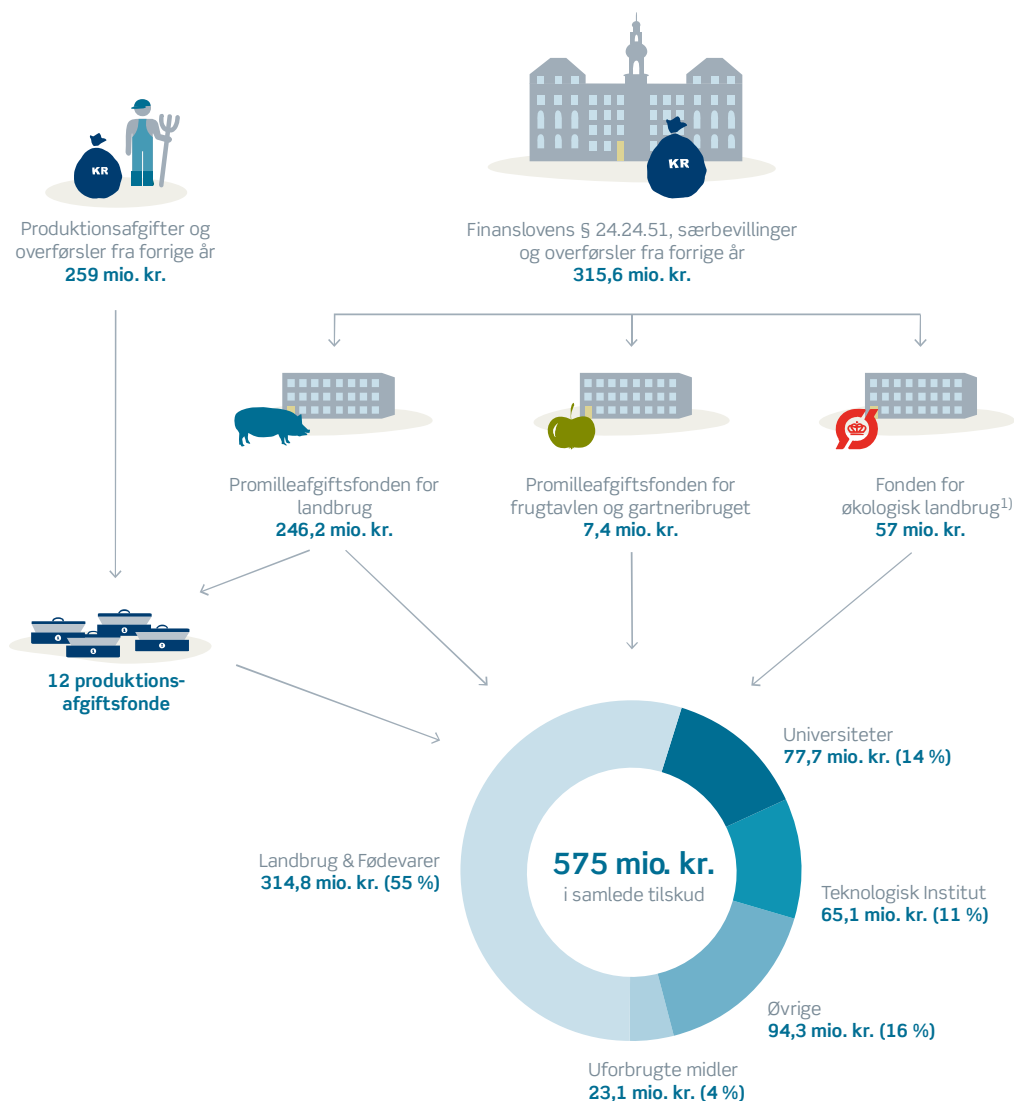 KR
Produktionsafgifter og
overførsler fra forrige år
259 mio. kr.
KR
Finanslovens § 24.24.51, særbevillinger
og overførsler fra forrige år
315,6 mio. kr.
Promilleafgiftsfonden for
landbrug
246,2 mio. kr.
Promilleafgiftsfonden for
frugtavlen og gartneribruget
7,4 mio. kr.
Fonden for
økologisk landbrug1)
57 mio. kr.
12 produktions-
afgiftsfonde
Universiteter
77,7 mio. kr. (14 %)
Landbrug & Fødevarer
314,8 mio. kr. (55 %)
575 mio. kr.
i samlede tilskud
Teknologisk Institut
65,1 mio. kr. (11 %)
Øvrige
94,3 mio. kr. (16 %)
Uforbrugte midler
23,1 mio. kr. (4 %)